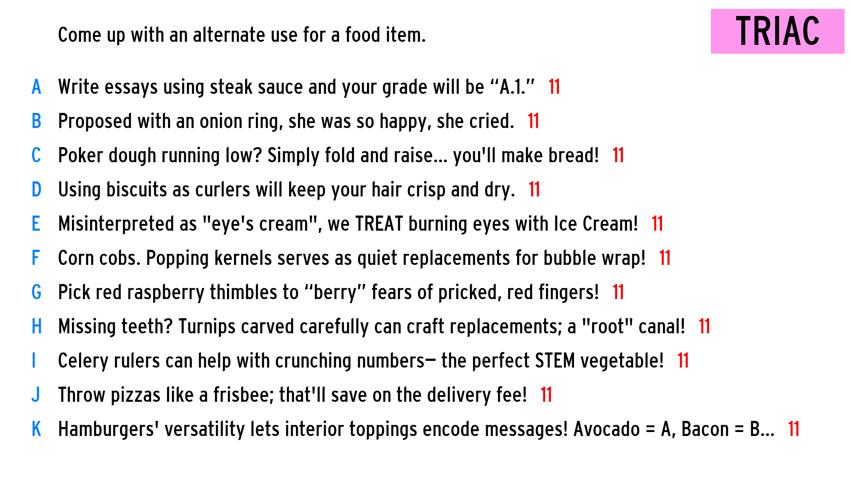 Come up with an alternate use for a food item.
TRIAC
A Write essays using steak sauce and your grade will be “A.1.” 11
B Proposed with an onion ring, she was so happy, she cried. 11
C Poker dough running low? Simply fold and raise... you'll make bread! 11
D Using biscuits as curlers will keep your hair crisp and dry. 11
E Misinterpreted as "eye's cream", we TREAT burning eyes with Ice Cream! 11
F Corn cobs. Popping kernels serves as quiet replacements for bubble wrap! 11
G Pick red raspberry thimbles to “berry” fears of pricked, red fingers! 11
H Missing teeth? Turnips carved carefully can craft replacements; a "root" canal! 11
I Celery rulers can help with crunching numbers— the perfect STEM vegetable! 11
J Throw pizzas like a frisbee; that'll save on the delivery fee! 11
K Hamburgers' versatility lets interior toppings encode messages! Avocado = A, Bacon = B... 11